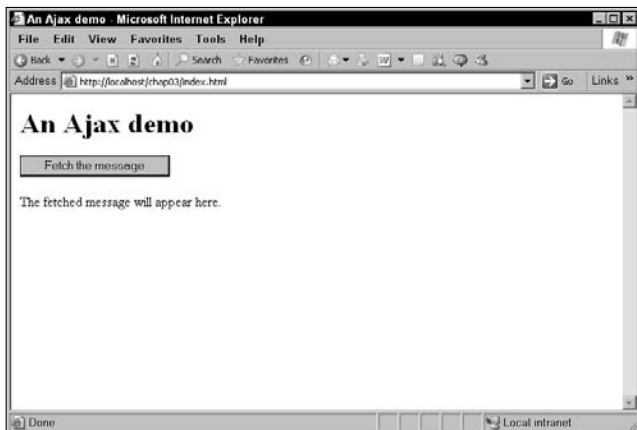 An Ajax demo - Microsoft Internet Explorer
File Edit View Favorites Tools Help
Back Search Favorites
Address http://localhost/chap03/index.html Go Links »
An Ajax demo
Fetch the message
The fetched message will appear here.
Done Local intranet